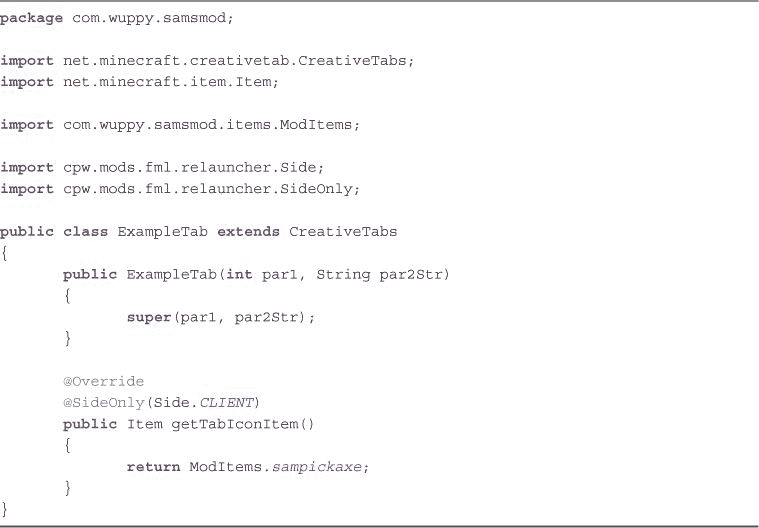 package com.wuppy.samsmod;

import net.minecraft.creativetab.CreativeTabs;
import net.minecraft.item.Item;

import com.wuppy.samsmod.items.ModItems;

import cpw.mods.fml.relauncher.Side;
import cpw.mods.fml.relauncher.SideOnly;

public class ExampleTab extends CreativeTabs
{
       public ExampleTab(int par1, String par2Str)
       {
              super(par1, par2Str);
       }

       @Override
       @SideOnly(Side.CLIENT)
       public Item getTabIconItem()
       {
              return ModItems.sampickaxe;
       }
}